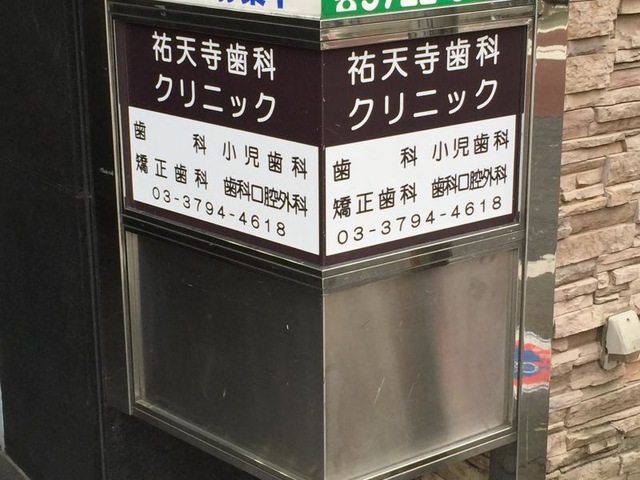 祐天寺歯科
クリニック
歯科 小児歯科
矯正歯科 歯科口腔外科
03-3794-4618
祐天寺歯科
クリニック
歯科 小児歯科
矯正歯科 歯科口腔外科
03-3794-4618